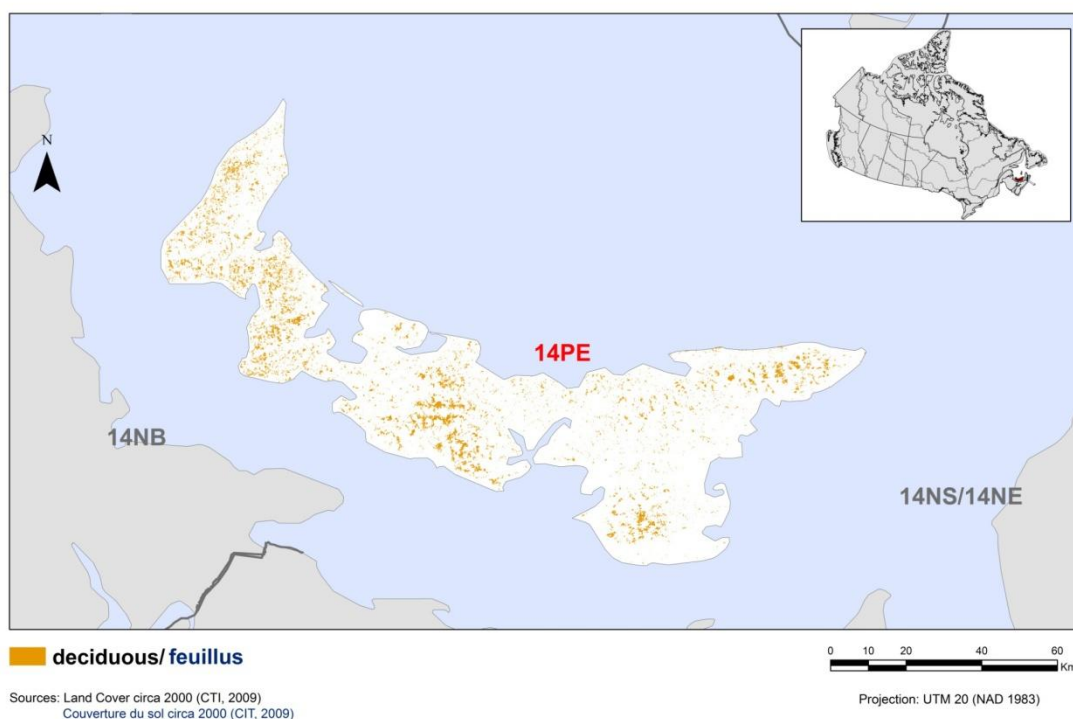 N
14PE
14NB
14NS/14NE
deciduous/ feuillus
0 10 20 40 60
Km
Sources: Land Cover circa 2000 (CTI, 2009)
Couverture du sol circa 2000 (CIT, 2009)
Projection: UTM 20 (NAD 1983)